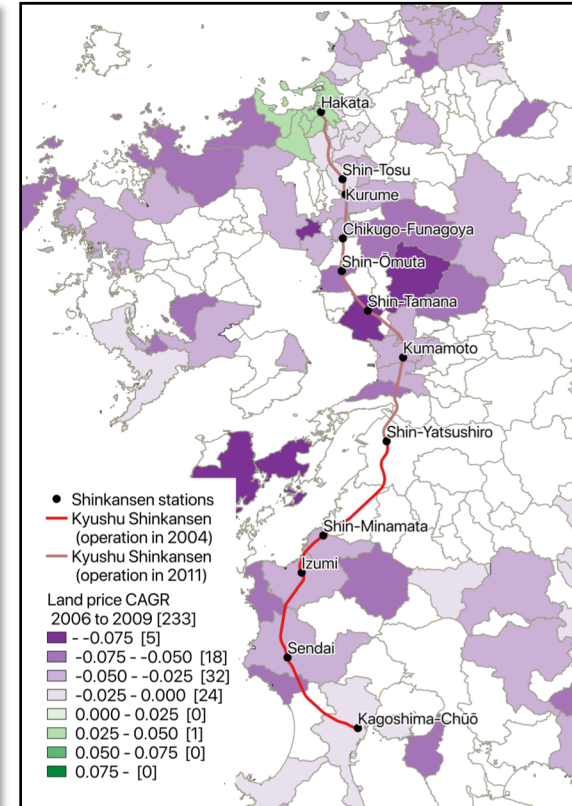 Hakata
Shin-Tosu
Kurume
Chikugo-Funagoya
Shin-Ōmuta
Shin-Tamana
Kumamoto
Shin-Yatsushiro
Shinkansen stations
Kyushu Shinkansen
(operation in 2004)
Kyushu Shinkansen
(operation in 2011)
Land price CAGR
2006 to 2009 [233]
- -0.075 [5]
-0.075 - -0.050 [18]
-0.050 - -0.025 [32]
-0.025 - 0.000 [24]
0.000 - 0.025 [0]
0.025 - 0.050 [1]
0.050 - 0.075 [0]
0.075 - [0]
Shin-Minamata
Izumi
Sendai
Kagoshima-Chūō